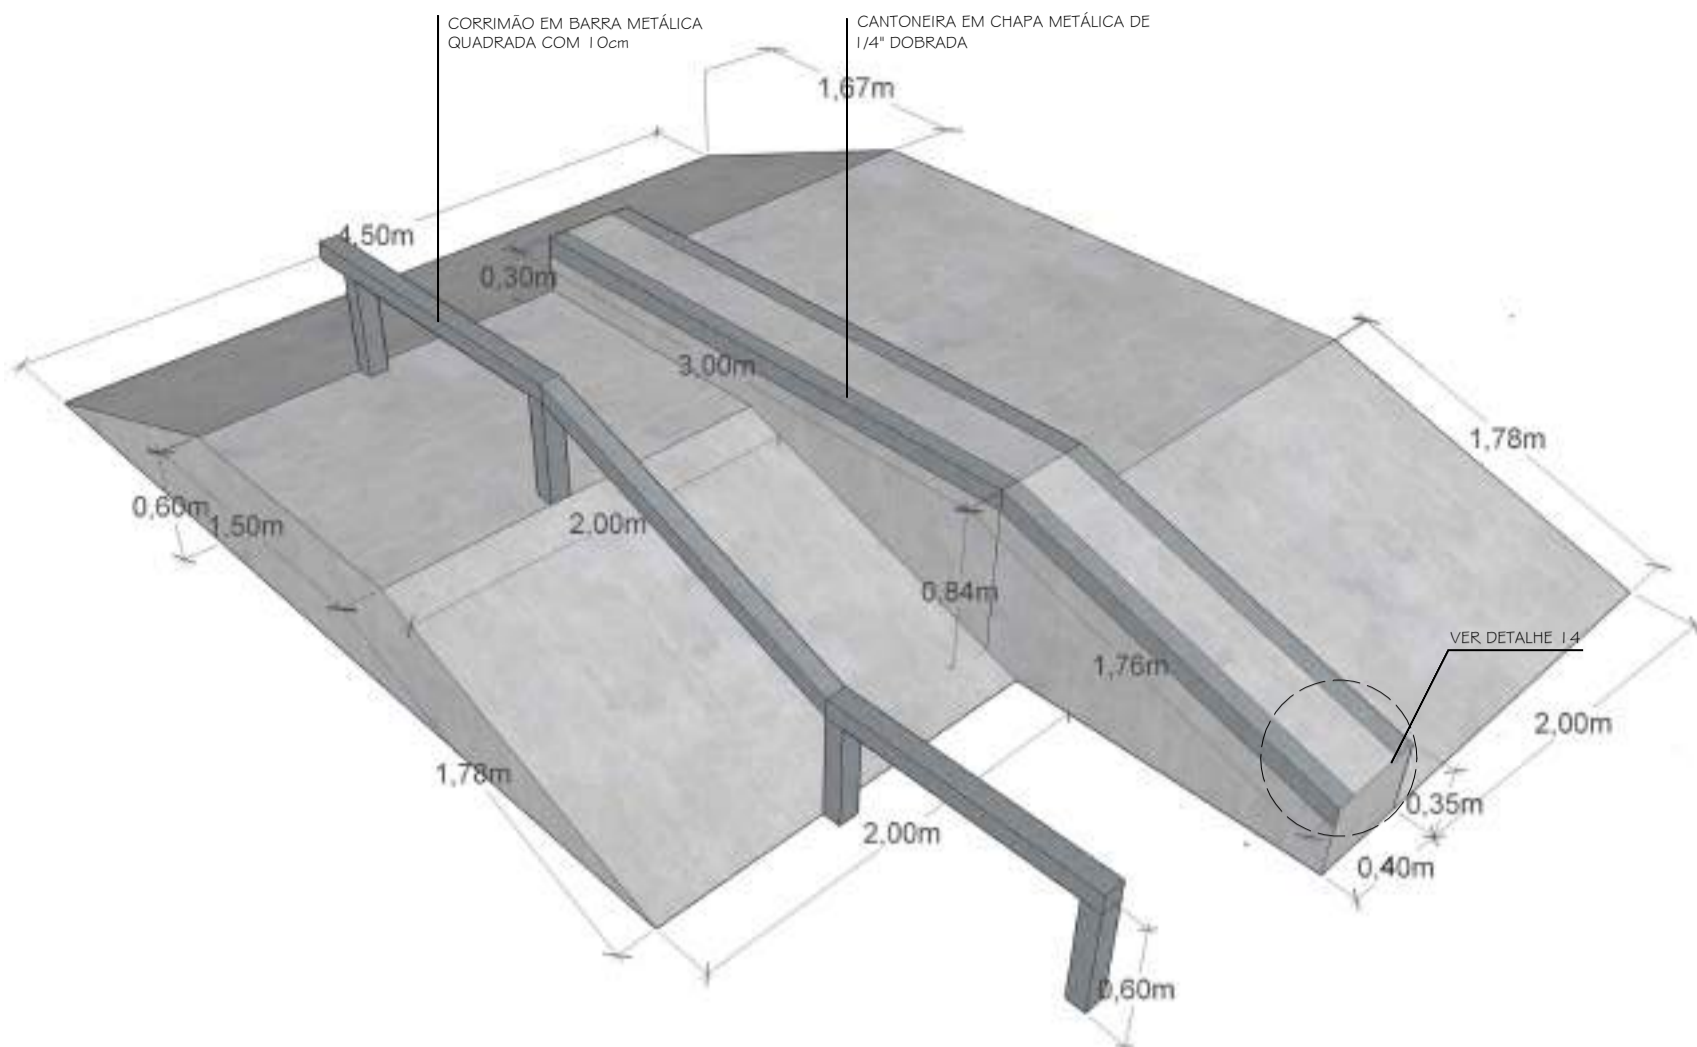 CORRIMÃO EM BARRA METÁLICA
QUADRADA COM 10cm
CANTONEIRA EM CHAPA METÁLICA DE
1/4" DOBRADA
1,67m
4,50m
0,30m
3,00m
1,78m
0,60m
1,50m
2,00m
0,84m
VER DETALHE 14
1,76m
2,00m
1,78m
0,35m
2,00m
0,40m
0,60m